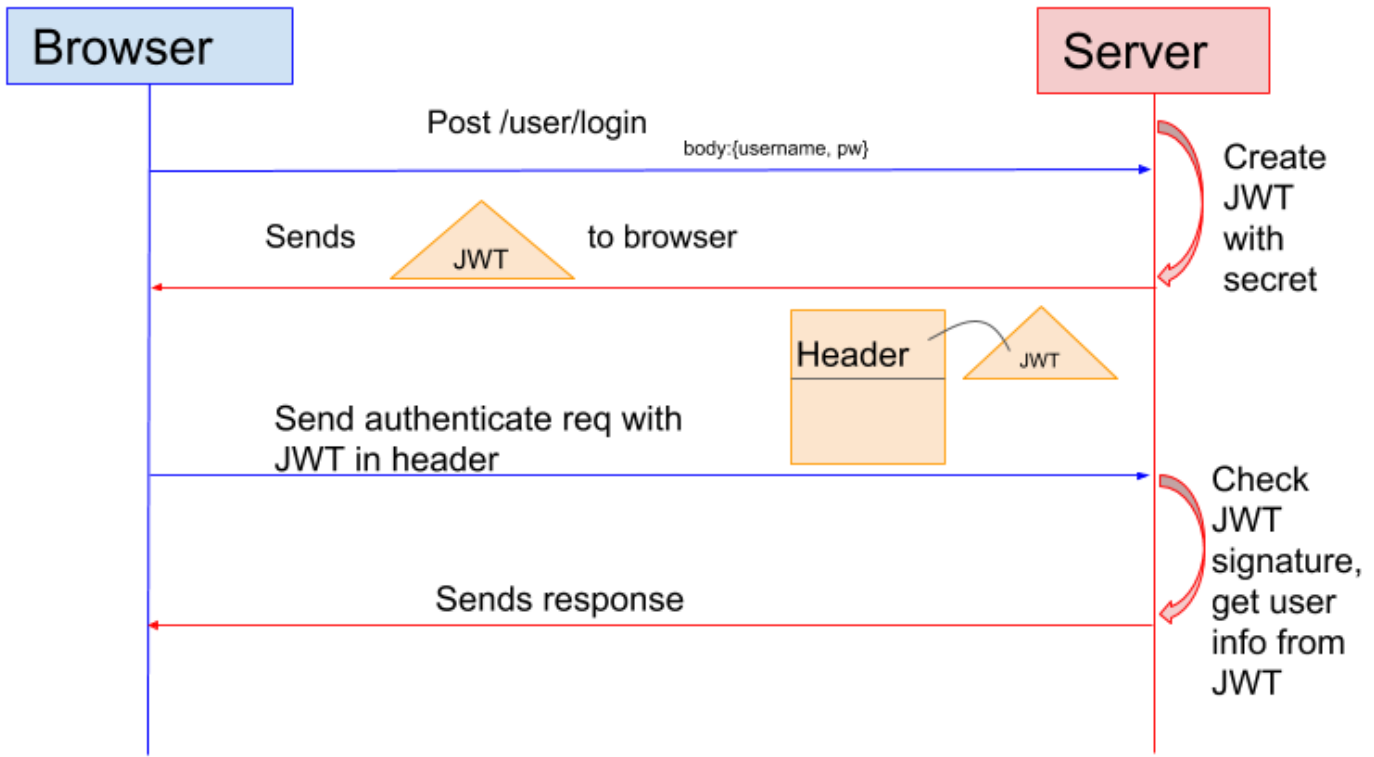 Browser
Server
Post /user/login
body:{username, pw}
Create
JWT
with
secret
Sends
JWT
to browser
Header
JWT
Send authenticate req with
JWT in header
Check
JWT
signature,
get user
info from
JWT
Sends response